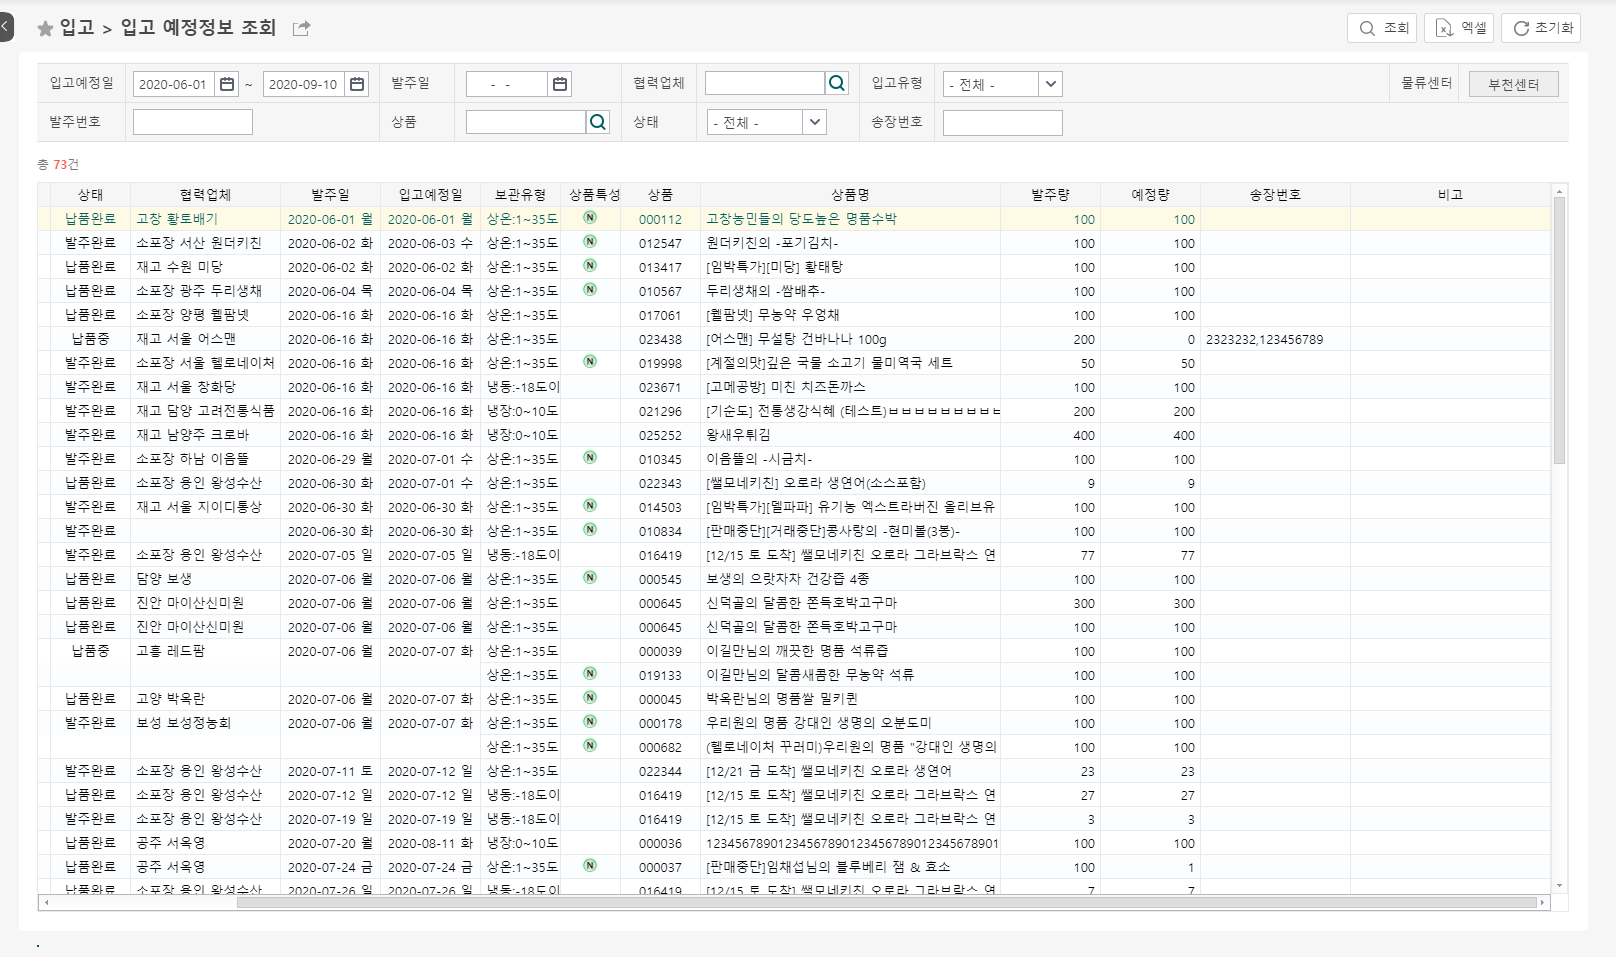 입고 > 입고 예정정보 조회 조회 엑셀 초기화
입고예정일 2020-06-01 ~ 2020-09-10 발주일 - - 협력업체 입고유형 - 전체 - 물류센터 부천센터
발주번호 상품 상태 - 전체 - 송장번호
총 73건
상태 협력업체 발주일 입고예정일 보관유형 상품특성 상품 상품명 발주량 예정량 송장번호 비고
납품완료 고창 황토배기 2020-06-01 월 2020-06-01 월 상온:1~35도 N 000112 고창농민들의 당도높은 명품수박 100 100
발주완료 소포장 서산 원더키친 2020-06-02 화 2020-06-03 수 상온:1~35도 N 012547 원더키친의 -포기김치- 100 100
납품완료 재고 수원 미당 2020-06-02 화 2020-06-02 화 상온:1~35도 N 013417 [임박특가][미당] 황태탕 100 100
납품완료 소포장 광주 두리생채 2020-06-04 목 2020-06-04 목 상온:1~35도 N 010567 두리생채의 -쌈배추- 100 100
납품완료 소포장 양평 웰팜넷 2020-06-16 화 2020-06-16 화 상온:1~35도 017061 [웰팜넷] 무농약 우엉채 100 100
납품중 재고 서울 어스맨 2020-06-16 화 2020-06-16 화 상온:1~35도 023438 [어스맨] 무설탕 건바나나 100g 200 0 2323232,123456789
발주완료 소포장 서울 헬로네이처 2020-06-16 화 2020-06-16 화 상온:1~35도 N 019998 [계절의맛]깊은 국물 소고기 물미역국 세트 50 50
발주완료 재고 서울 창화당 2020-06-16 화 2020-06-16 화 냉동:-18도이 023671 [고메공방] 미친 치즈돈까스 100 100
발주완료 재고 담양 고려전통식품 2020-06-16 화 2020-06-16 화 냉장:0~10도 021296 [기순도] 전통생강식혜 (테스트)ㅂㅂㅂㅂㅂㅂㅂㅂㅂ 200 200
발주완료 재고 남양주 크로바 2020-06-16 화 2020-06-16 화 냉장:0~10도 025252 왕새우튀김 400 400
발주완료 소포장 하남 이음뜰 2020-06-29 월 2020-07-01 수 상온:1~35도 N 010345 이음뜰의 -시금치- 100 100
납품완료 소포장 용인 왕성수산 2020-06-30 화 2020-07-01 수 상온:1~35도 022343 [쌜모네키친] 오로라 생연어(소스포함) 9 9
발주완료 재고 서울 지이디통상 2020-06-30 화 2020-06-30 화 상온:1~35도 N 014503 [임박특가][델파파] 유기농 엑스트라버진 올리브유 100 100
발주완료 2020-06-30 화 2020-06-30 화 상온:1~35도 N 010834 [판매중단][거래중단]콩사랑의 -현미볼(3봉)- 100 100
발주완료 소포장 용인 왕성수산 2020-07-05 일 2020-07-05 일 냉동:-18도이 016419 [12/15 토 도착] 쌜모네키친 오로라 그라브락스 연 77 77
납품완료 담양 보생 2020-07-06 월 2020-07-06 월 상온:1~35도 N 000545 보생의 으랏차차 건강즙 4종 100 100
납품완료 진안 마이산신미원 2020-07-06 월 2020-07-06 월 상온:1~35도 000645 신덕골의 달콤한 쫀득호박고구마 300 300
납품완료 진안 마이산신미원 2020-07-06 월 2020-07-06 월 상온:1~35도 000645 신덕골의 달콤한 쫀득호박고구마 100 100
납품중 고흥 레드팜 2020-07-06 월 2020-07-07 화 상온:1~35도 000039 이길만님의 깨끗한 명품 석류즙 100 100
상온:1~35도 N 019133 이길만님의 달콤새콤한 무농약 석류 100 100
납품완료 고양 박옥란 2020-07-06 월 2020-07-07 화 상온:1~35도 N 000045 박옥란님의 명품쌀 밀키퀸 100 100
발주완료 보성 보성정농회 2020-07-06 월 2020-07-07 화 상온:1~35도 N 000178 우리원의 명품 강대인 생명의 오분도미 100 100
상온:1~35도 N 000682 (헬로네이처 꾸러미)우리원의 명품 "강대인 생명의 100 100
발주완료 소포장 용인 왕성수산 2020-07-11 토 2020-07-12 일 상온:1~35도 022344 [12/21 금 도착] 쌜모네키친 오로라 생연어 23 23
납품완료 소포장 용인 왕성수산 2020-07-12 일 2020-07-12 일 냉동:-18도이 016419 [12/15 토 도착] 쌜모네키친 오로라 그라브락스 연 27 27
발주완료 소포장 용인 왕성수산 2020-07-19 일 2020-07-19 일 냉동:-18도이 016419 [12/15 토 도착] 쌜모네키친 오로라 그라브락스 연 3 3
납품완료 공주 서옥영 2020-07-20 월 2020-08-11 화 냉장:0~10도 000036 12345678901234567890123456789012345678901 100 100
납품완료 공주 서옥영 2020-07-24 금 2020-07-24 금 상온:1~35도 N 000037 [판매중단]임채섭님의 블루베리 잼 & 효소 100 1
납품완료 소포장 용인 왕성수산 2020-07-26 일 2020-07-26 일 냉동:-18도이 016419 [12/15 토 도착] 쌜모네키친 오로라 그라브락스 연 7 7